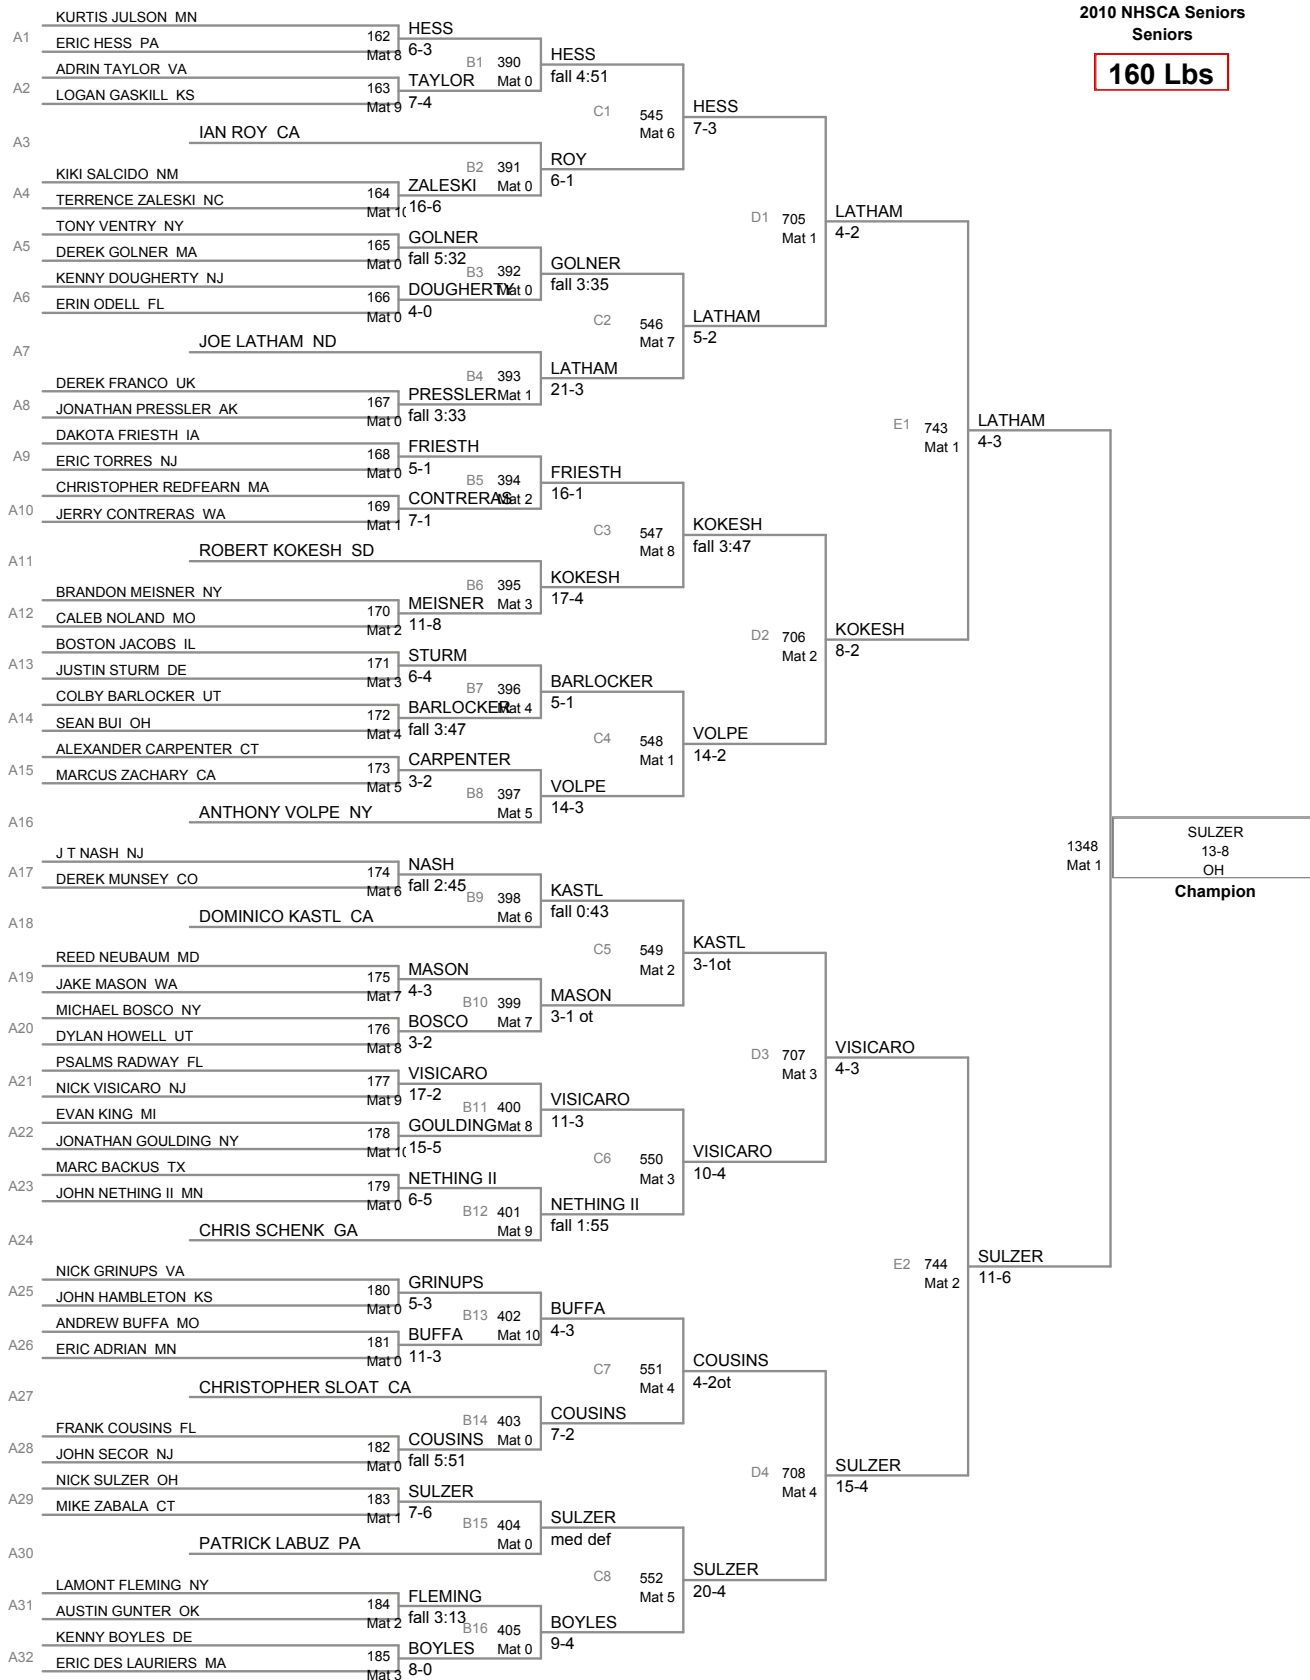 2010 NHSCA Seniors
Seniors
160 Lbs
A1
KURTIS JULSON MN
ERIC HESS PA
162
Mat 8
HESS
6-3
A2
ADRIN TAYLOR VA
LOGAN GASKILL KS
163
Mat 9
TAYLOR
7-4
B1 390
Mat 0
HESS
fall 4:51
A3
IAN ROY CA
A4
KIKI SALCIDO NM
TERRENCE ZALESKI NC
164
Mat 10
ZALESKI
16-6
B2 391
Mat 0
ROY
6-1
C1 545
Mat 6
HESS
7-3
A5
TONY VENTRY NY
DEREK GOLNER MA
165
Mat 0
GOLNER
fall 5:32
A6
KENNY DOUGHERTY NJ
ERIN ODELL FL
166
Mat 0
DOUGHERTY
4-0
B3 392
Mat 0
GOLNER
fall 3:35
A7
JOE LATHAM ND
A8
DEREK FRANCO UK
JONATHAN PRESSLER AK
167
Mat 0
PRESSLER
fall 3:33
B4 393
Mat 1
LATHAM
21-3
C2 546
Mat 7
LATHAM
5-2
D1 705
Mat 1
LATHAM
4-2
A9
DAKOTA FRIESTH IA
ERIC TORRES NJ
168
Mat 0
FRIESTH
5-1
A10
CHRISTOPHER REDFEARN MA
JERRY CONTRERAS WA
169
Mat 1
CONTRERAS
7-1
B5 394
Mat 2
FRIESTH
16-1
A11
ROBERT KOKESH SD
A12
BRANDON MEISNER NY
CALEB NOLAND MO
170
Mat 2
MEISNER
11-8
B6 395
Mat 3
KOKESH
17-4
C3 547
Mat 8
KOKESH
fall 3:47
A13
BOSTON JACOBS IL
JUSTIN STURM DE
171
Mat 3
STURM
6-4
A14
COLBY BARLOCKER UT
SEAN BUI OH
172
Mat 4
BARLOCKER
fall 3:47
B7 396
Mat 4
BARLOCKER
5-1
A15
ALEXANDER CARPENTER CT
MARCUS ZACHARY CA
173
Mat 5
CARPENTER
3-2
A16
ANTHONY VOLPE NY
B8 397
Mat 5
VOLPE
14-3
C4 548
Mat 1
VOLPE
14-2
D2 706
Mat 2
KOKESH
8-2
E1 743
Mat 1
LATHAM
4-3
A17
J T NASH NJ
DEREK MUNSEY CO
174
Mat 6
NASH
fall 2:45
A18
DOMINICO KASTL CA
B9 398
Mat 6
KASTL
fall 0:43
A19
REED NEUBAUM MD
JAKE MASON WA
175
Mat 7
MASON
4-3
A20
MICHAEL BOSCO NY
DYLAN HOWELL UT
176
Mat 8
BOSCO
3-2
B10 399
Mat 7
MASON
3-1 ot
C5 549
Mat 2
KASTL
3-1ot
A21
PSALMS RADWAY FL
NICK VISICARO NJ
177
Mat 9
VISICARO
17-2
A22
EVAN KING MI
JONATHAN GOULDING NY
178
Mat 10
GOULDING
15-5
B11 400
Mat 8
VISICARO
11-3
A23
MARC BACKUS TX
JOHN NETHING II MN
179
Mat 0
NETHING II
6-5
A24
CHRIS SCHENK GA
B12 401
Mat 9
NETHING II
fall 1:55
C6 550
Mat 3
VISICARO
10-4
D3 707
Mat 3
VISICARO
4-3
A25
NICK GRINUPS VA
JOHN HAMBLETON KS
180
Mat 0
GRINUPS
5-3
A26
ANDREW BUFFA MO
ERIC ADRIAN MN
181
Mat 0
BUFFA
11-3
B13 402
Mat 10
BUFFA
4-3
A27
CHRISTOPHER SLOAT CA
A28
FRANK COUSINS FL
JOHN SECOR NJ
182
Mat 0
COUSINS
fall 5:51
B14 403
Mat 0
COUSINS
7-2
C7 551
Mat 4
COUSINS
4-2ot
A29
NICK SULZER OH
MIKE ZABALA CT
183
Mat 1
SULZER
7-6
A30
PATRICK LABUZ PA
B15 404
Mat 0
SULZER
med def
A31
LAMONT FLEMING NY
AUSTIN GUNTER OK
184
Mat 2
FLEMING
fall 3:13
A32
KENNY BOYLES DE
ERIC DES LAURIERS MA
185
Mat 3
BOYLES
8-0
B16 405
Mat 0
BOYLES
9-4
C8 552
Mat 5
SULZER
20-4
D4 708
Mat 4
SULZER
15-4
E2 744
Mat 2
SULZER
11-6
1348
Mat 1
SULZER
13-8
OH
Champion